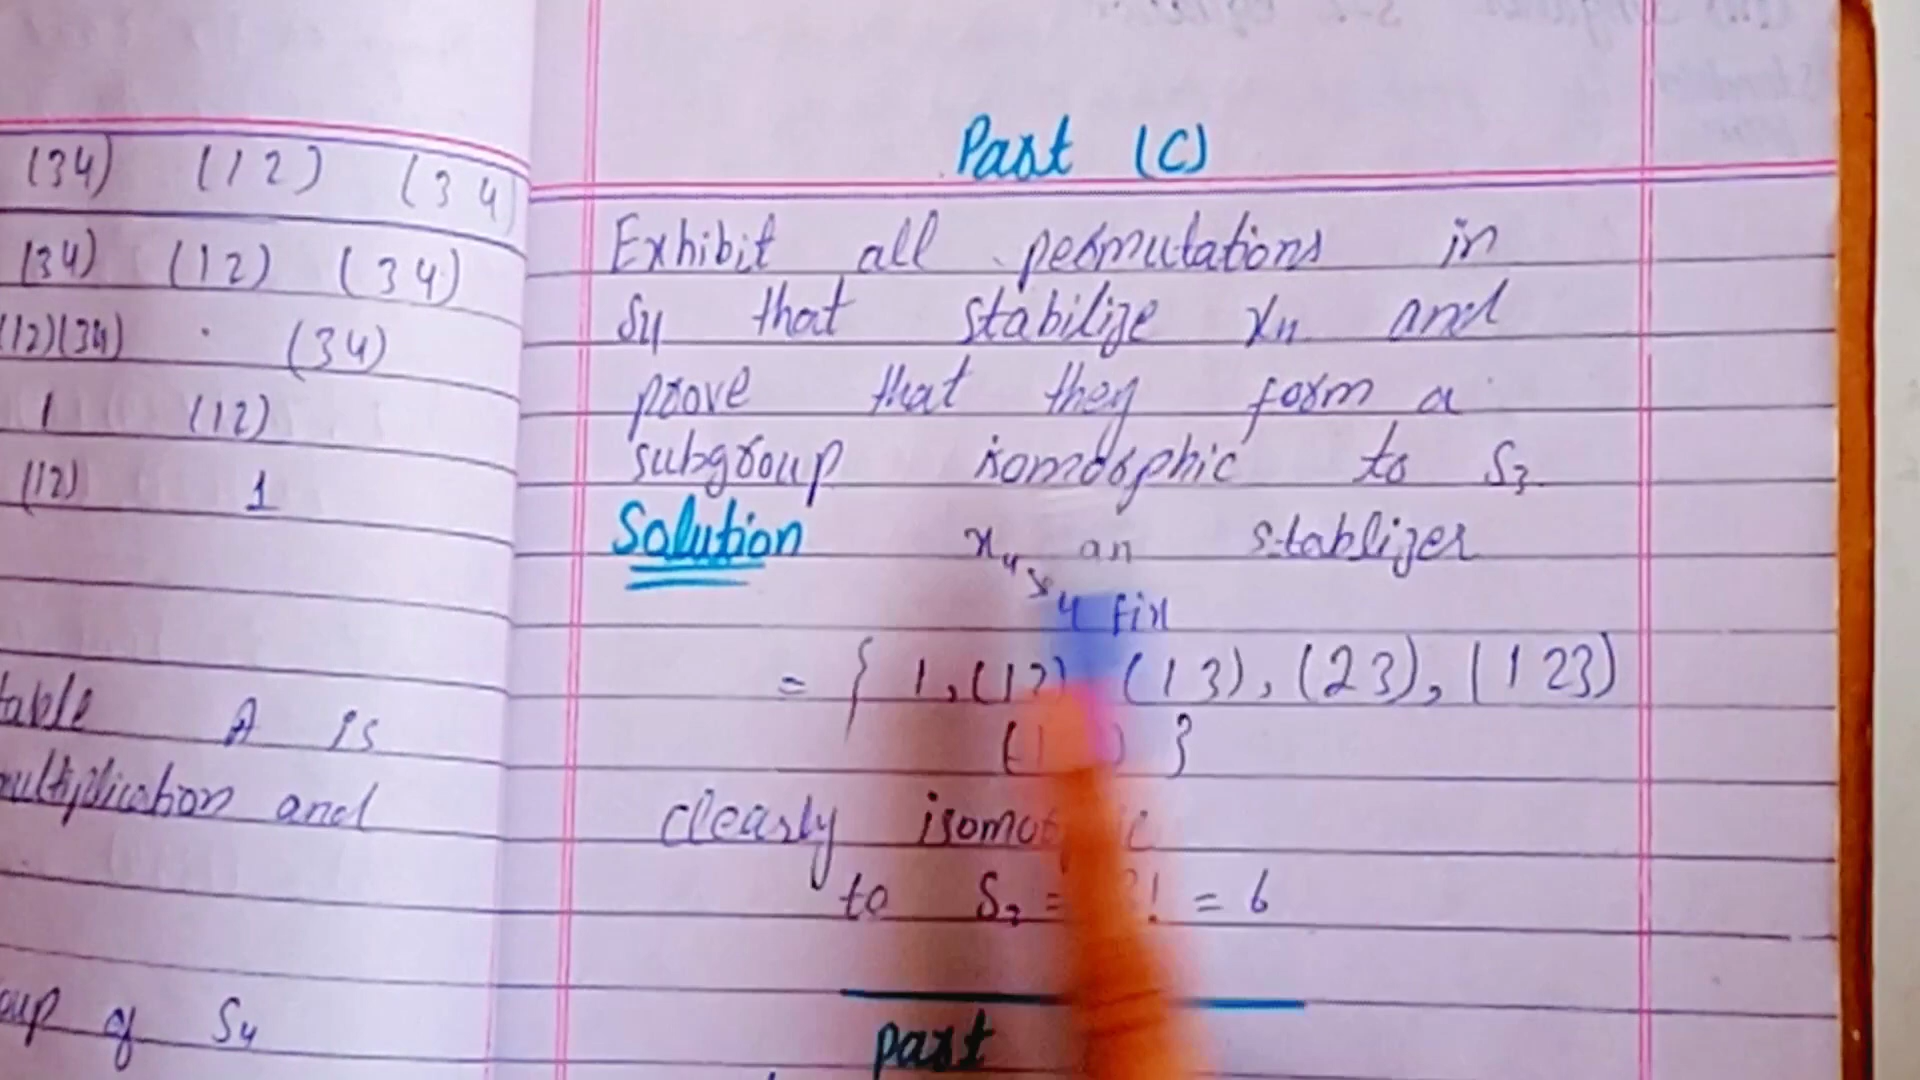 (34) (12) (34)
(34) (12) (34)
(12)(34) (34)
1 (12)
(12) 1
table A is
multiplication and
of S4
Part (C)
Exhibit all permutations in
S4 that stabilize x4 and
prove that they form a
subgroup isomorphic to S3
Solution x4 an stablizer
4 fix
= { 1, (12) (13), (23), (123)
}
clearly
to S3 = 3! = 6
part